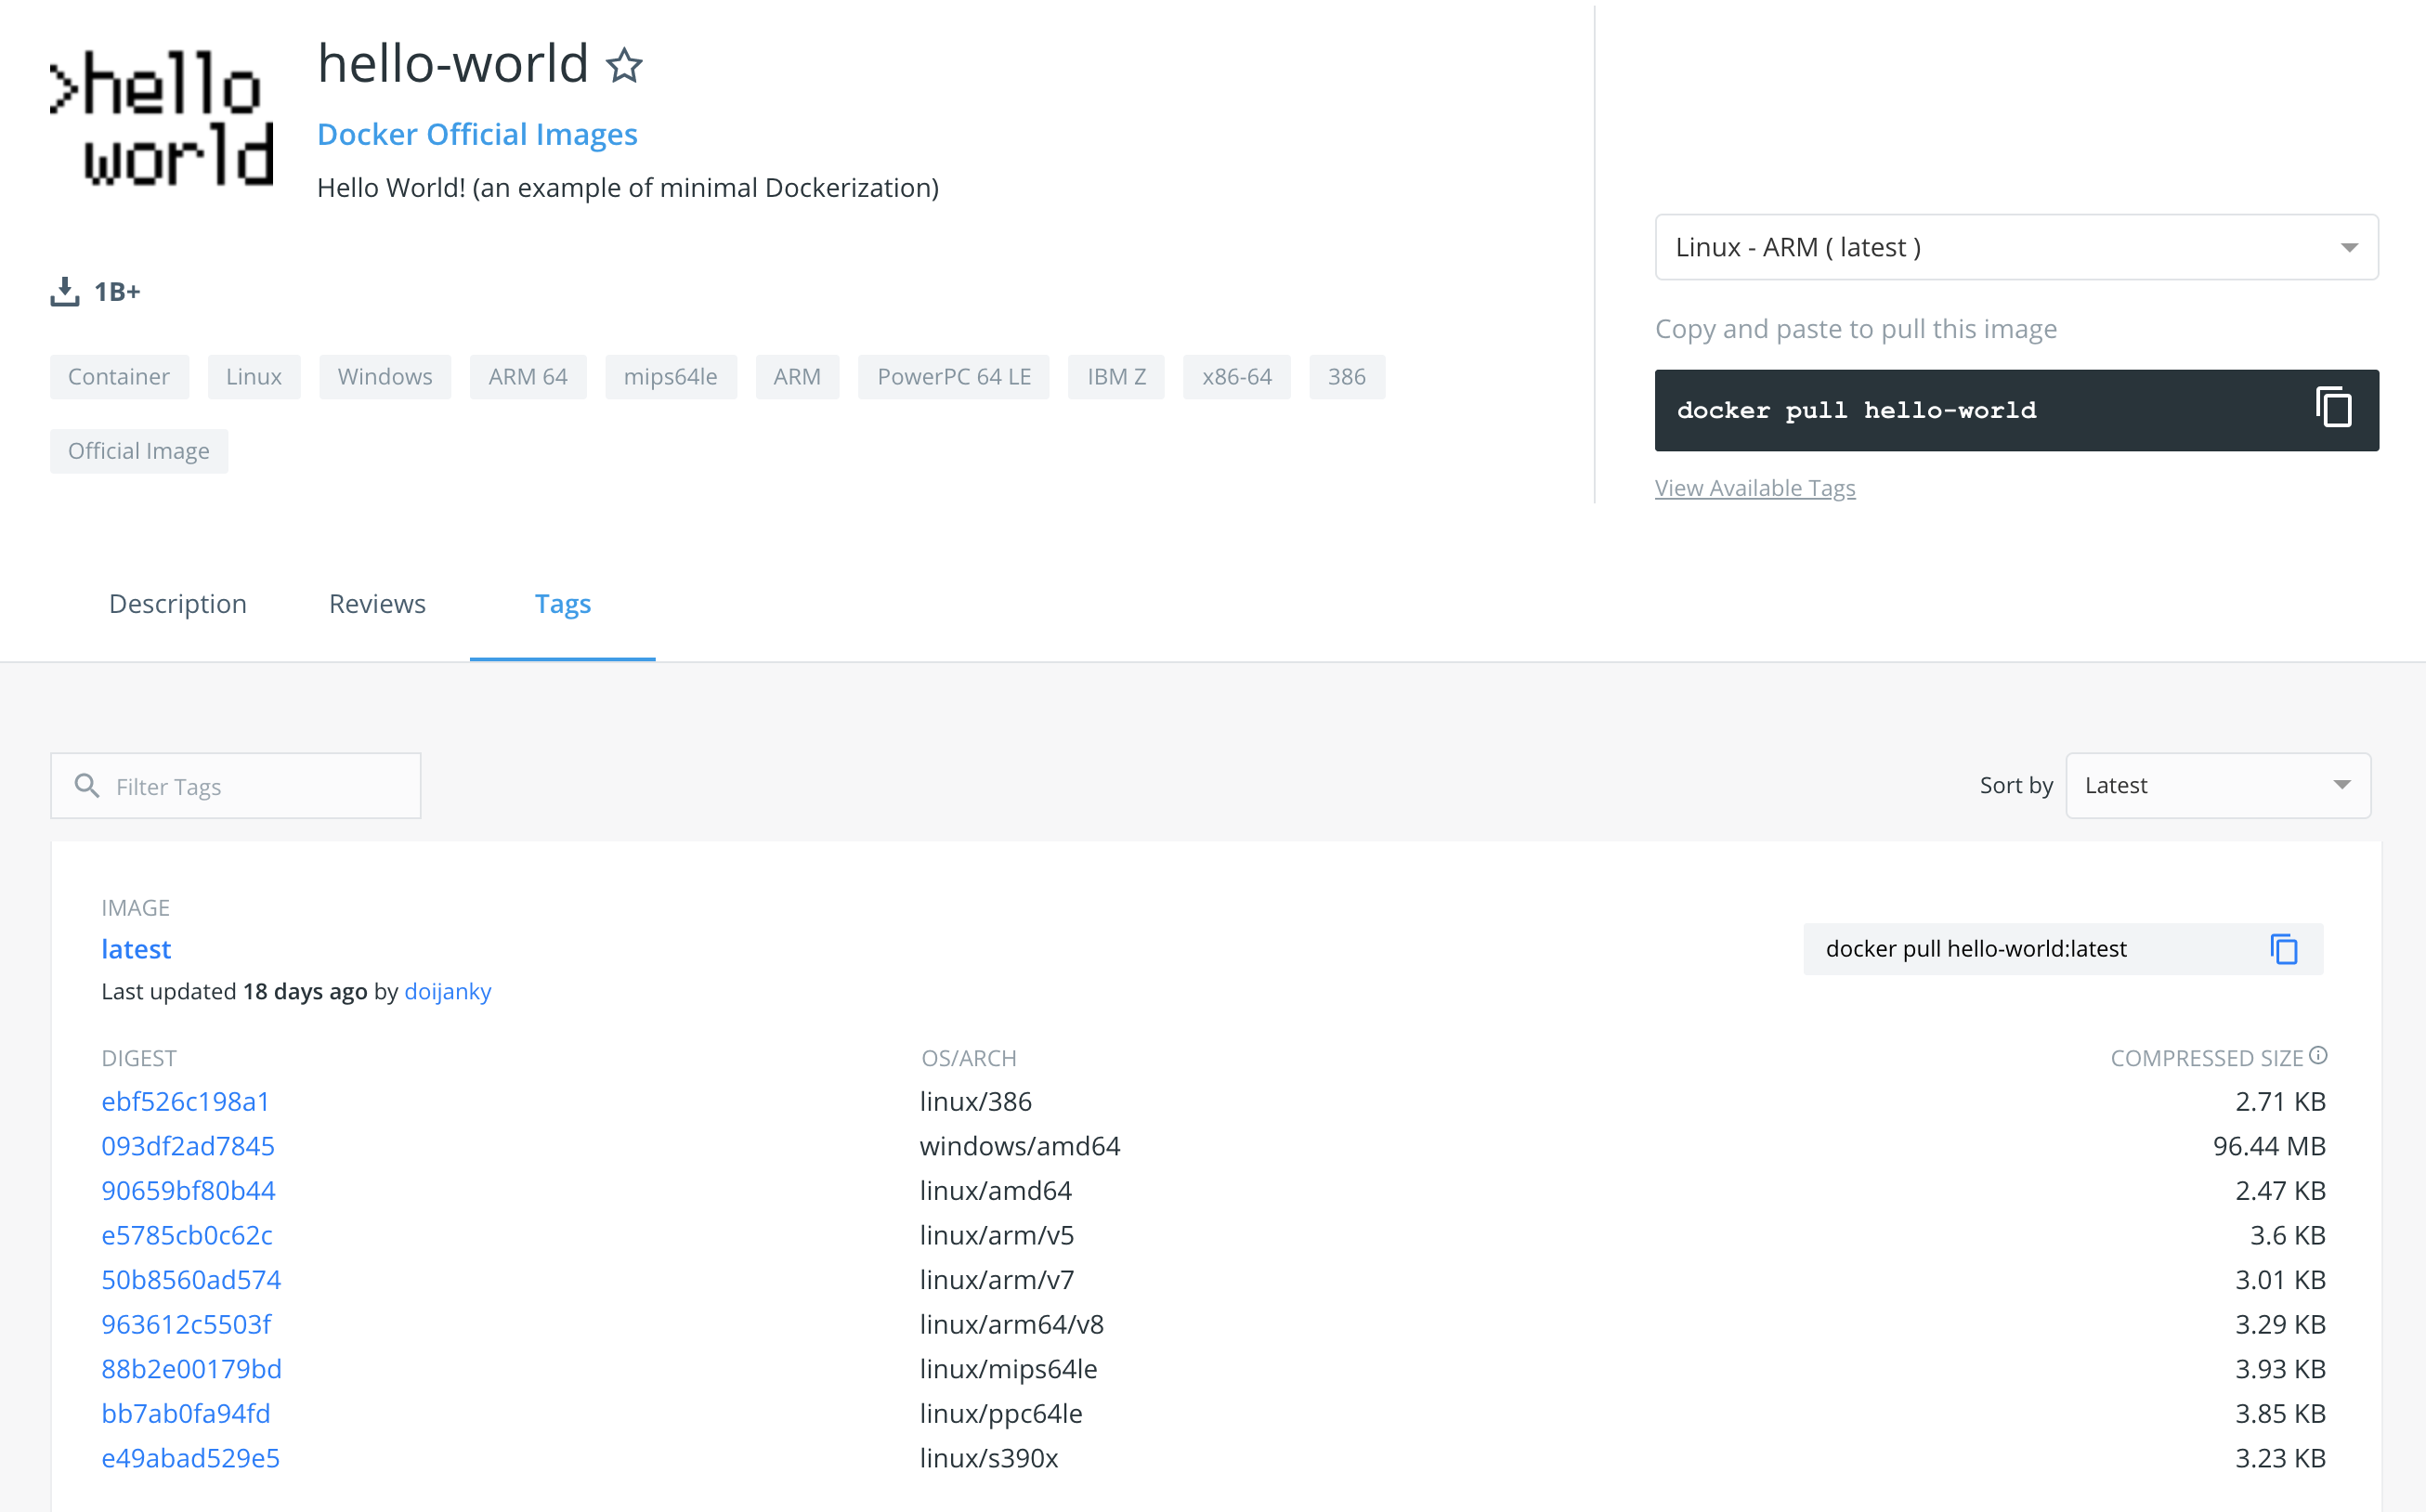 >hello
world
hello-world
Docker Official Images
Hello World! (an example of minimal Dockerization)
1B+
Container Linux Windows ARM 64 mips64le ARM PowerPC 64 LE IBM Z x86-64 386
Official Image
Linux - ARM ( latest )
Copy and paste to pull this image
docker pull hello-world
View Available Tags
Description Reviews Tags
Filter Tags
Sort by Latest
IMAGE
latest
Last updated 18 days ago by doijanky
docker pull hello-world:latest
DIGEST OS/ARCH COMPRESSED SIZE
ebf526c198a1 linux/386 2.71 KB
093df2ad7845 windows/amd64 96.44 MB
90659bf80b44 linux/amd64 2.47 KB
e5785cb0c62c linux/arm/v5 3.6 KB
50b8560ad574 linux/arm/v7 3.01 KB
963612c5503f linux/arm64/v8 3.29 KB
88b2e00179bd linux/mips64le 3.93 KB
bb7ab0fa94fd linux/ppc64le 3.85 KB
e49abad529e5 linux/s390x 3.23 KB